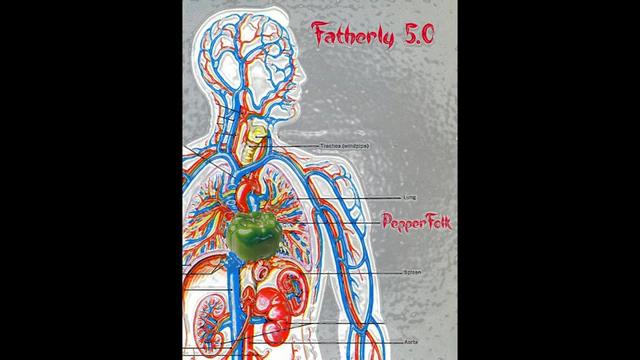 Fatherly 5.0
Trachea (windpipe)
Lung
PepperFolk
Spleen
Aorta